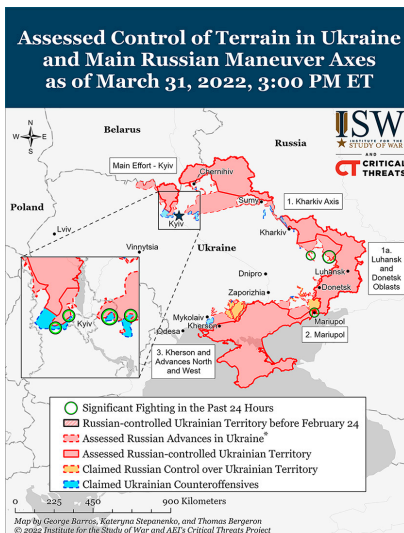 Assessed Control of Terrain in Ukraine
and Main Russian Maneuver Axes
as of March 31, 2022, 3:00 PM ET
N
W
E
S
Belarus
Russia
ISW
INSTITUTE FOR THE
STUDY OF WAR
AND
CT CRITICAL
THREATS
Main Effort - Kyiv
Chernihiv
Poland
Sumy
1. Kharkiv Axis
Lviv
Kyiv
Kharkiv
Vinnytsia
Ukraine
1a.
Luhansk
and
Donetsk
Oblasts
Luhansk
Dnipro
Donetsk
Zaporizhia
Kyiv
Mykolaiv
Mariupol
Odesa
Kherson
2. Mariupol
3. Kherson and
Advances North
and West
Significant Fighting in the Past 24 Hours
Russian-controlled Ukrainian Territory before February 24
Assessed Russian Advances in Ukraine*
Assessed Russian-controlled Ukrainian Territory
Claimed Russian Control over Ukrainian Territory
Claimed Ukrainian Counteroffensives
0 225 450 900 Kilometers
Map by George Barros, Kateryna Stepanenko, and Thomas Bergeron
© 2022 Institute for the Study of War and AEI's Critical Threats Project